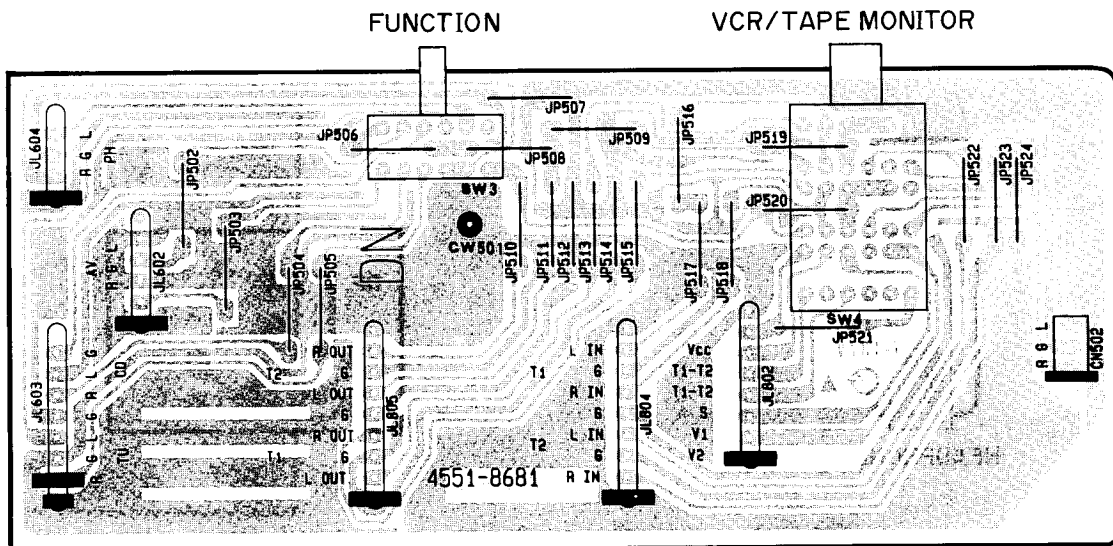 FUNCTION
VCR/TAPE MONITOR
JL604
R G L
PH
JP502
JP503
JP504
JP505
JP506
JP507
JP508
JP509
SW3
CW501
JP510
JP511
JP512
JP513
JP514
JP515
JP516
JP517
JP518
JP519
JP520
SW4
JP521
JP522
JP523
JP524
R G L
AV
JL602
JL603
R L G
CD
R G L G
TU
T2
R OUT
G
L OUT
G
T1
R OUT
G
L OUT
JL805
4551-8681
T1
L IN
G
R IN
G
T2
L IN
G
R IN
JL804
Vcc
T1-T2
T1-T2
S
V1
V2
JL802
R G L
CN502